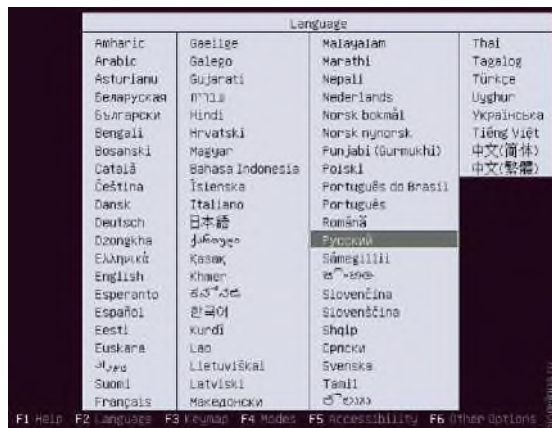 Language
Amharic
Arabic
Asturianu
Беларуская
Български
Bengali
Bosanski
Català
Čeština
Dansk
Deutsch
Dzongkha
Ελληνικά
English
Esperanto
Español
Eesti
Euskara
Suomi
Français
Gaeilge
Galego
Gujarati
עברית
Hindi
Hrvatski
Magyar
Bahasa Indonesia
Íslenska
Italiano
日本語
ქართული
Қазақ
Khmer
ಕನ್ನಡ
한국어
Kurdî
Lao
Lietuviškai
Latviski
Македонски
Malayalam
Marathi
Nepali
Nederlands
Norsk bokmål
Norsk nynorsk
Punjabi (Gurmukhi)
Polski
Português do Brasil
Português
Română
Русский
Sámegillii
Slovenčina
Slovenščina
Shqip
Српски
Svenska
Tamil
Thai
Tagalog
Türkçe
Uyghur
Українська
Tiếng Việt
中文(简体)
中文(繁體)
F1 Help F2 Language F3 Keymap F4 Modes F5 Accessibility F6 Other Options